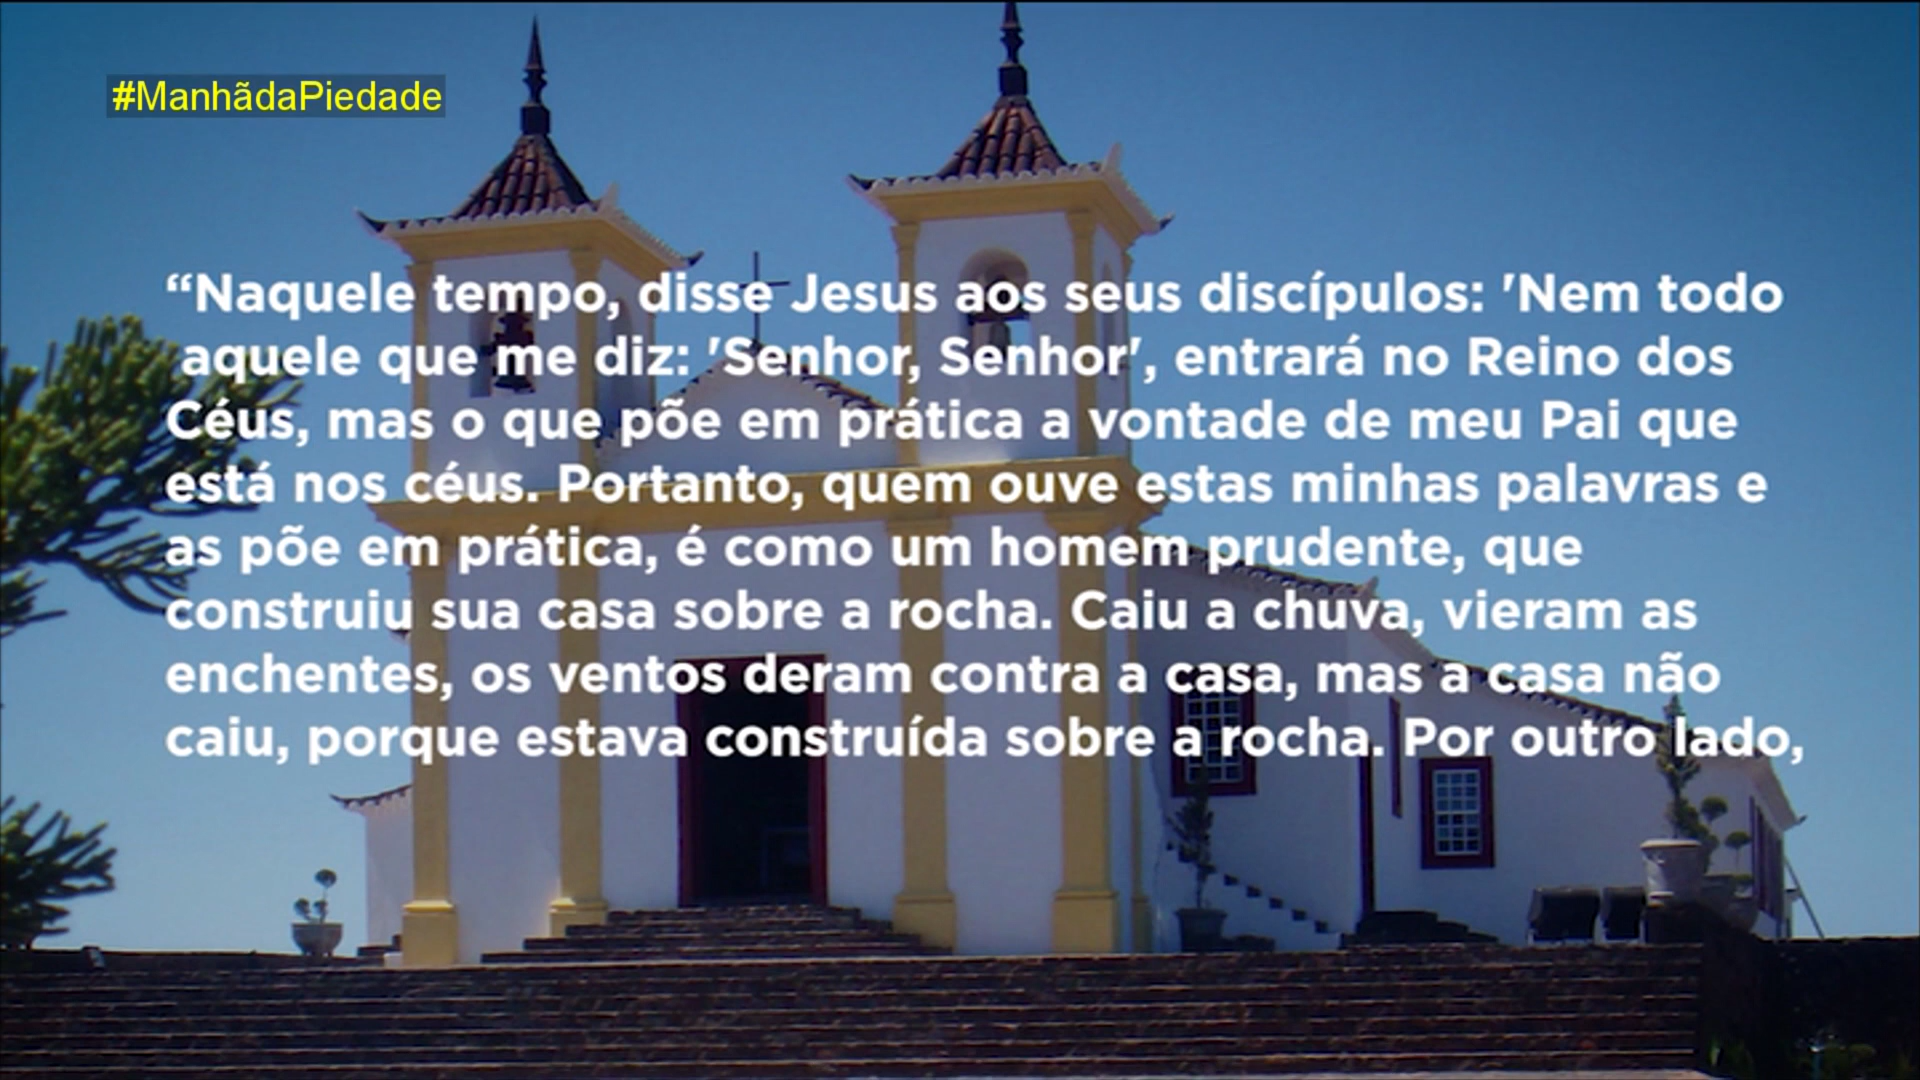 #ManhãdaPiedade
“Naquele tempo, disse Jesus aos seus discípulos: 'Nem todo
aquele que me diz: 'Senhor, Senhor', entrará no Reino dos
Céus, mas o que põe em prática a vontade de meu Pai que
está nos céus. Portanto, quem ouve estas minhas palavras e
as põe em prática, é como um homem prudente, que
construiu sua casa sobre a rocha. Caiu a chuva, vieram as
enchentes, os ventos deram contra a casa, mas a casa não
caiu, porque estava construída sobre a rocha. Por outro lado,